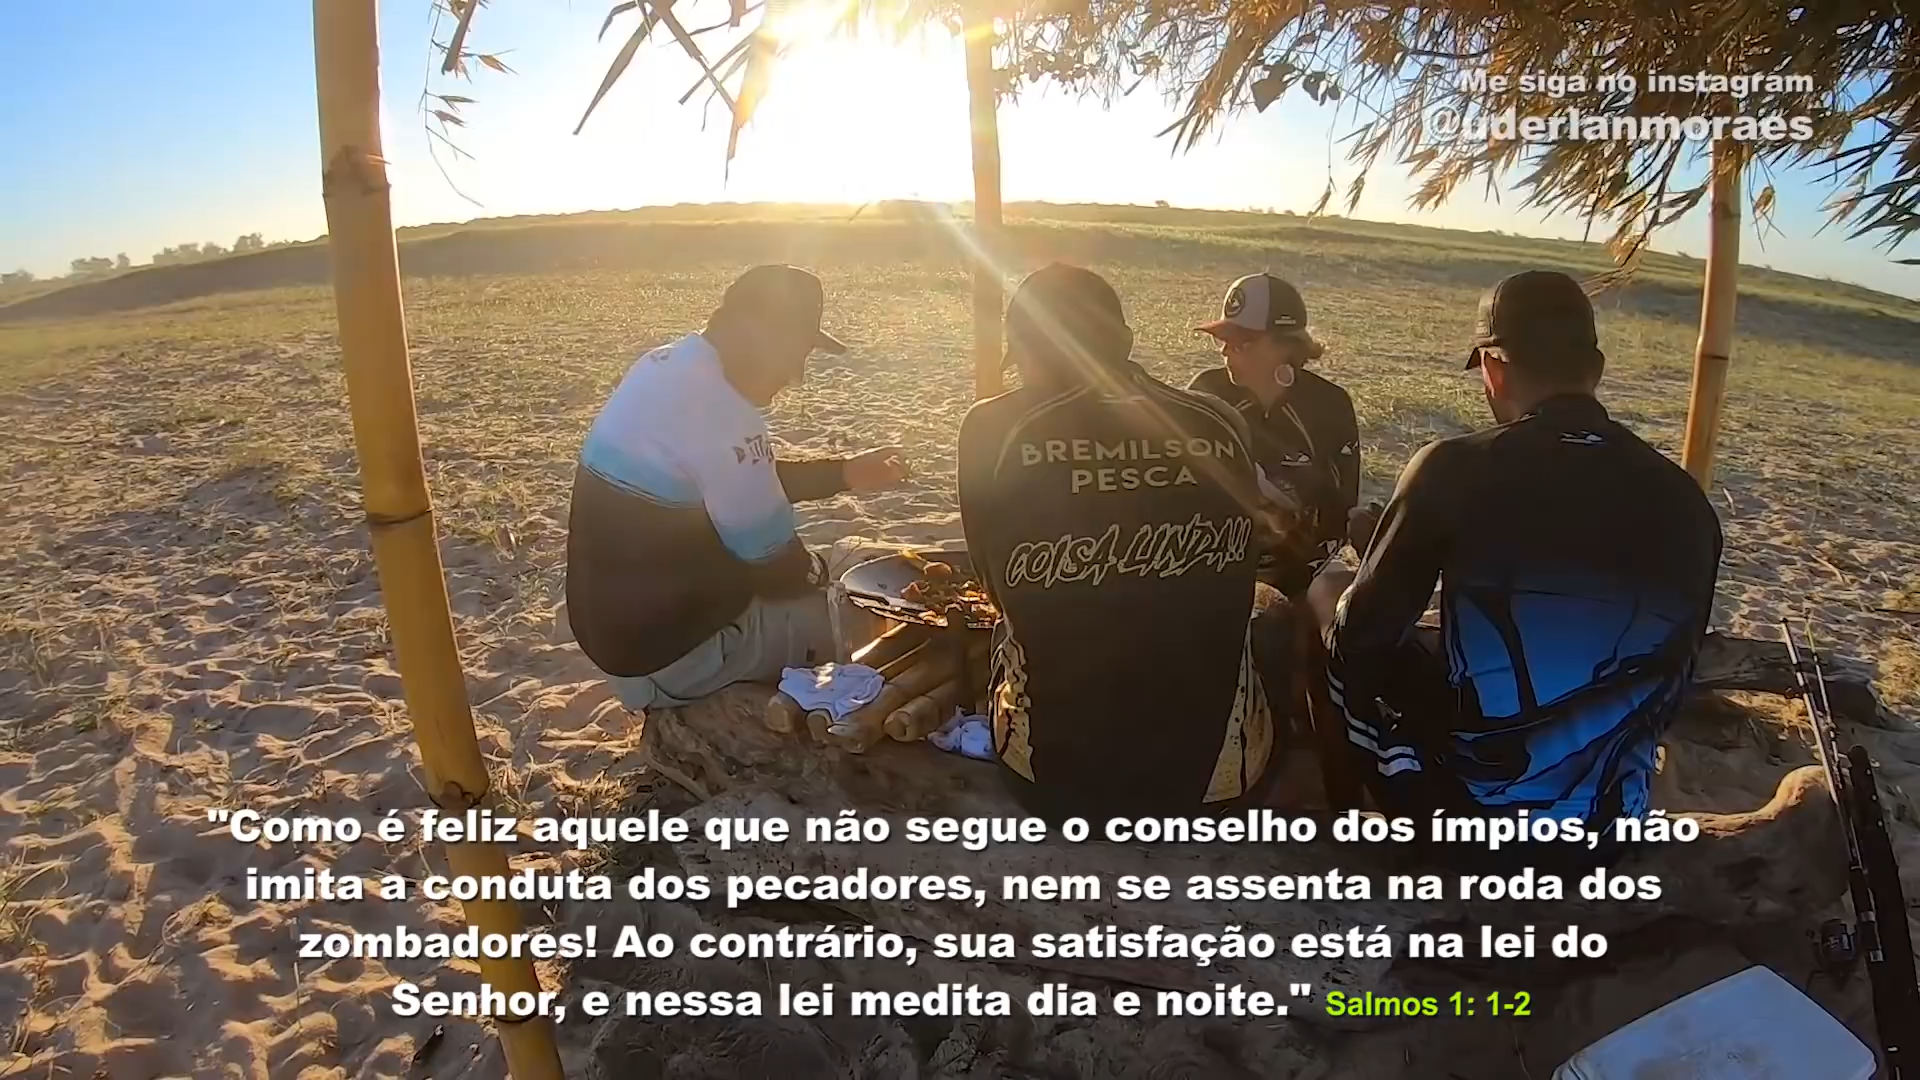 Me siga no instagram
@uderlanmoraes
BREMILSON
PESCA
COISA LINDA!!
"Como é feliz aquele que não segue o conselho dos ímpios, não
imita a conduta dos pecadores, nem se assenta na roda dos
zombadores! Ao contrário, sua satisfação está na lei do
Senhor, e nessa lei medita dia e noite." Salmos 1: 1-2